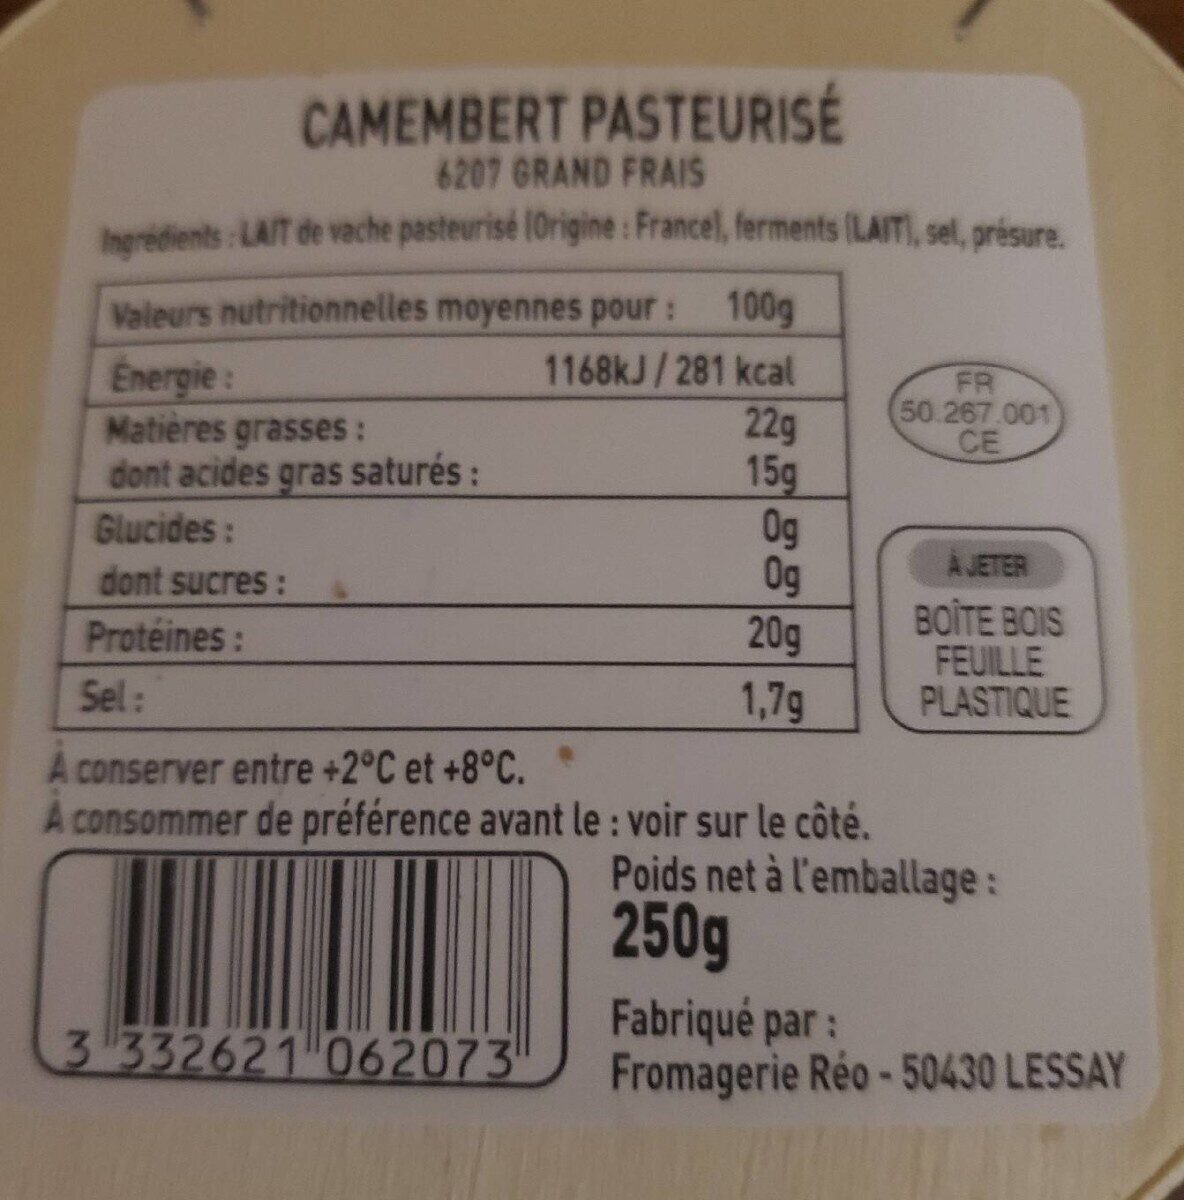 CAMEMBERT PASTEURISÉ
6207 GRAND FRAIS
Ingrédients : LAIT de vache pasteurisé (Origine : France), ferments (LAIT), sel, présure.
Valeurs nutritionnelles moyennes pour : 100g
Énergie : 1168kJ / 281 kcal
Matières grasses : 22g
dont acides gras saturés : 15g
Glucides : 0g
dont sucres : 0g
Protéines : 20g
Sel : 1,7g
FR
50.267.001
CE
À JETER
BOÎTE BOIS
FEUILLE
PLASTIQUE
À conserver entre +2°C et +8°C.
À consommer de préférence avant le : voir sur le côté.
Poids net à l'emballage :
250g
Fabriqué par :
Fromagerie Réo - 50430 LESSAY
3 332621 062073